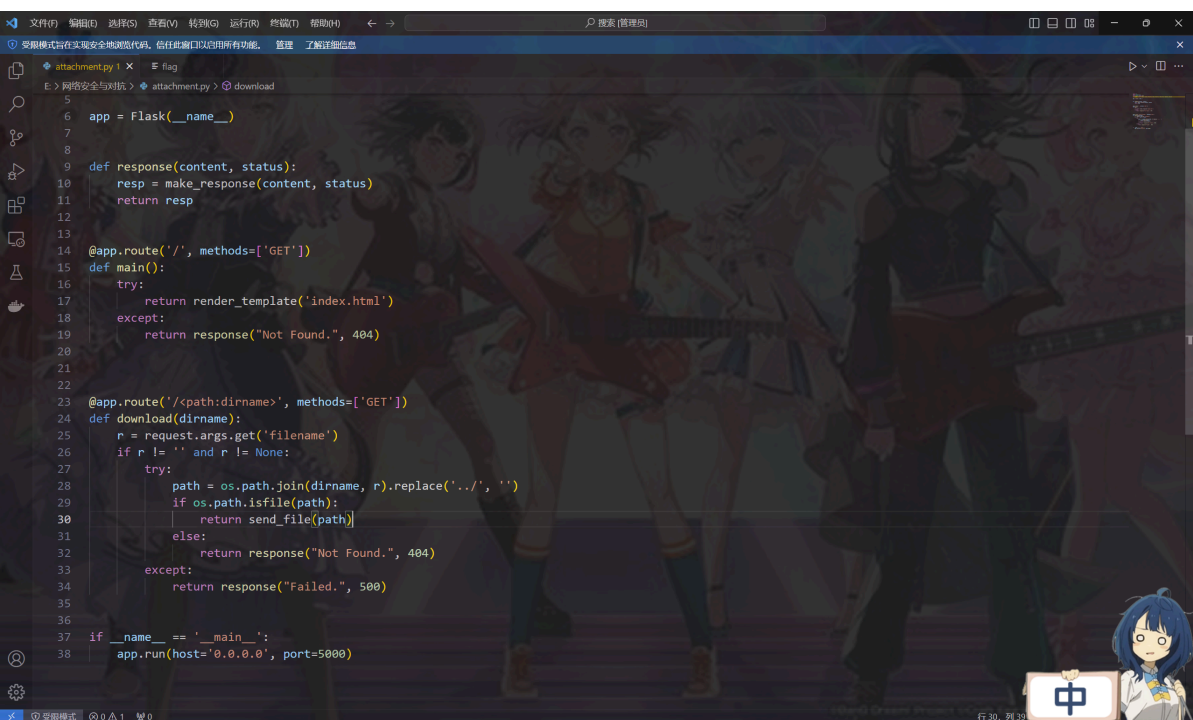 文件(F) 编辑(E) 选择(S) 查看(V) 转到(G) 运行(R) 终端(T) 帮助(H) ← → 搜索 [管理员]
受限模式旨在实现安全地浏览代码。信任此窗口以启用所有功能。 管理 了解详细信息
attachment.py 1 flag
E: > 网络安全与对抗 > attachment.py > download
5
6 app = Flask(__name__)
7
8
9 def response(content, status):
10 resp = make_response(content, status)
11 return resp
12
13
14 @app.route('/', methods=['GET'])
15 def main():
16 try:
17 return render_template('index.html')
18 except:
19 return response("Not Found.", 404)
20
21
22
23 @app.route('/<path:dirname>', methods=['GET'])
24 def download(dirname):
25 r = request.args.get('filename')
26 if r != '' and r != None:
27 try:
28 path = os.path.join(dirname, r).replace('../', '')
29 if os.path.isfile(path):
30 return send_file(path)
31 else:
32 return response("Not Found.", 404)
33 except:
34 return response("Failed.", 500)
35
36
37 if __name__ == '__main__':
38 app.run(host='0.0.0.0', port=5000)
中
受限模式 0 1 0 行 30, 列 39